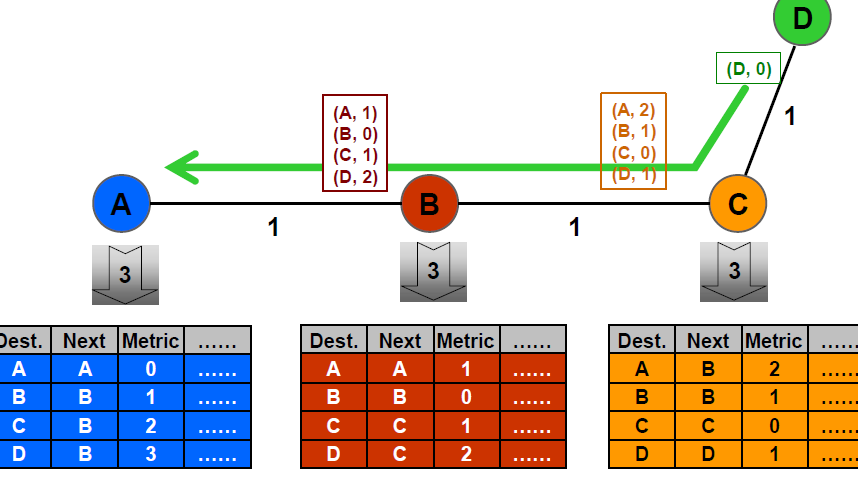 D
(D, 0)
1
(A, 1)
(B, 0)
(C, 1)
(D, 2)
(A, 2)
(B, 1)
(C, 0)
(D, 1)
A
B
C
1
1
3
3
3
Dest. Next Metric ......
A A 0 ......
B B 1 ......
C B 2 ......
D B 3 ......
Dest. Next Metric ......
A A 1 ......
B B 0 ......
C C 1 ......
D C 2 ......
Dest. Next Metric ......
A B 2 ......
B B 1 ......
C C 0 ......
D D 1 ......